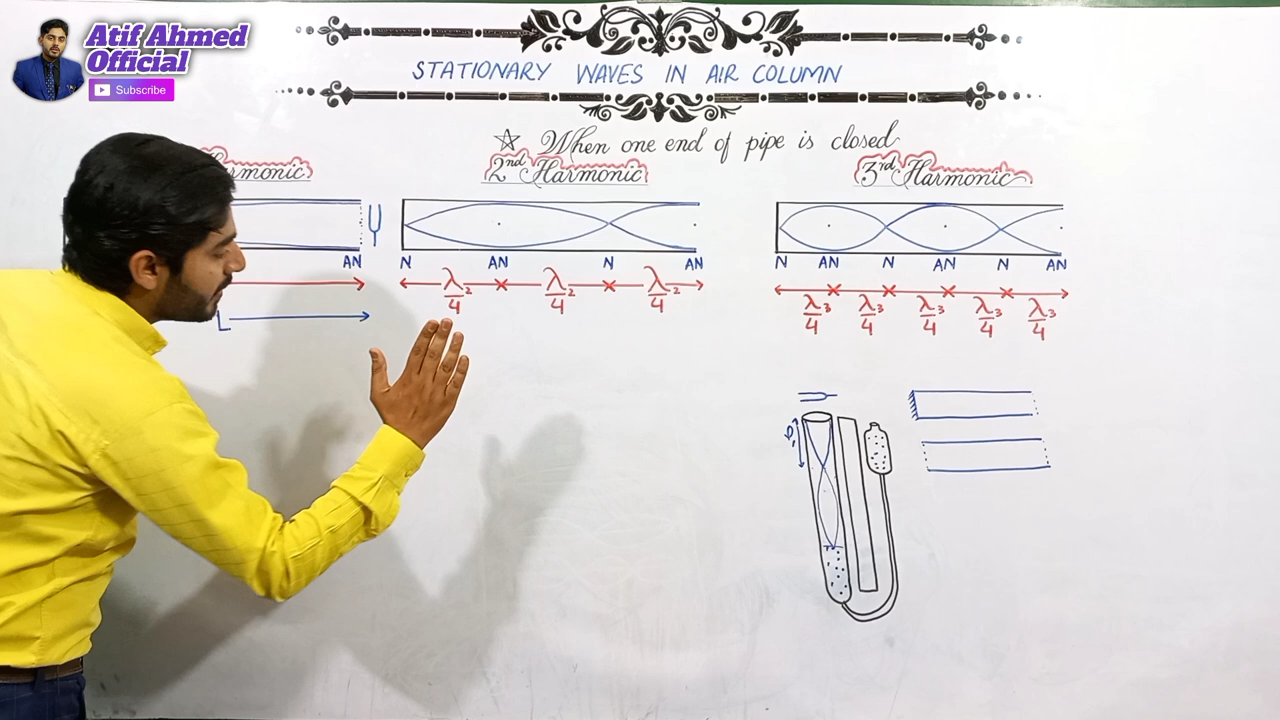 Atif Ahmed
Official
Subscribe
STATIONARY WAVES IN AIR COLUMN
☆ When one end of pipe is closed
Harmonic
2nd Harmonic
3rd Harmonic
AN
N AN N AN
N AN N AN N AN
λ2/4 λ2/4 λ2/4
λ3/4 λ3/4 λ3/4 λ3/4 λ3/4
L